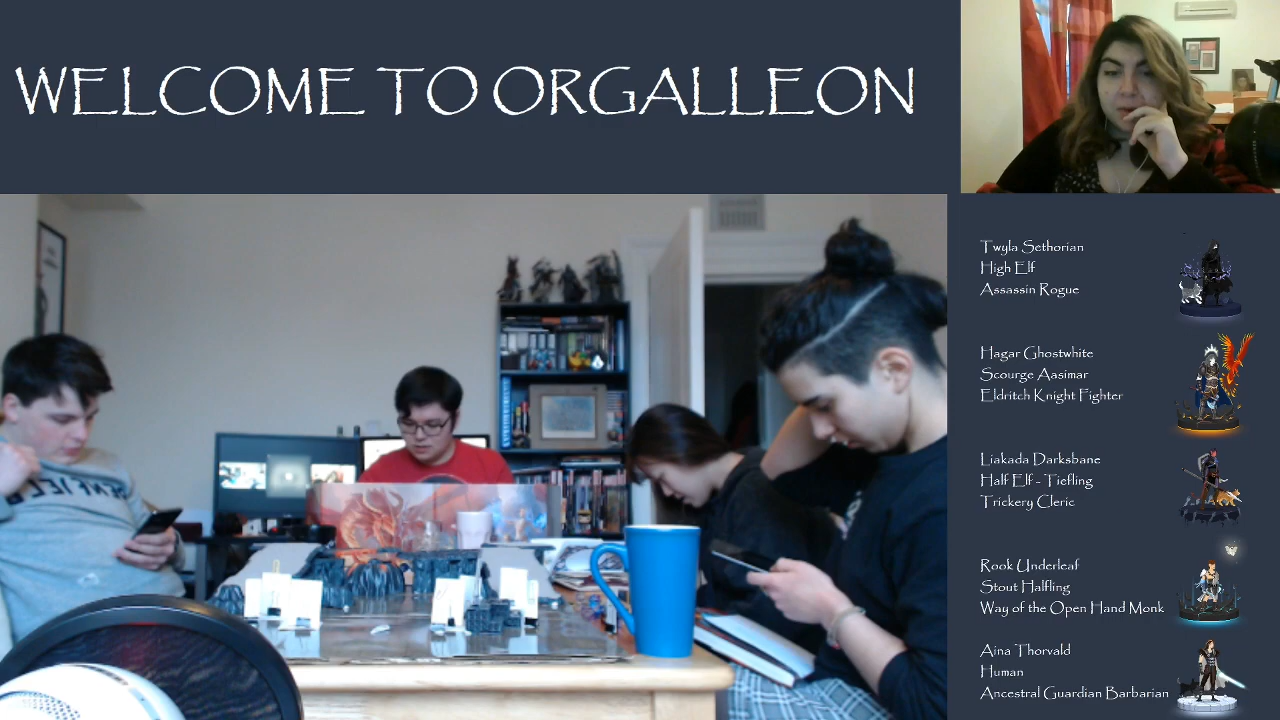 WELCOME TO ORGALLEON
Twyla Sethorian
High Elf
Assassin Rogue
Hagar Ghostwhite
Scourge Aasimar
Eldritch Knight Fighter
Liakada Darksbane
Half Elf - Tiefling
Trickery Cleric
Rook Underleaf
Stout Halfling
Way of the Open Hand Monk
Aina Thorvald
Human
Ancestral Guardian Barbarian